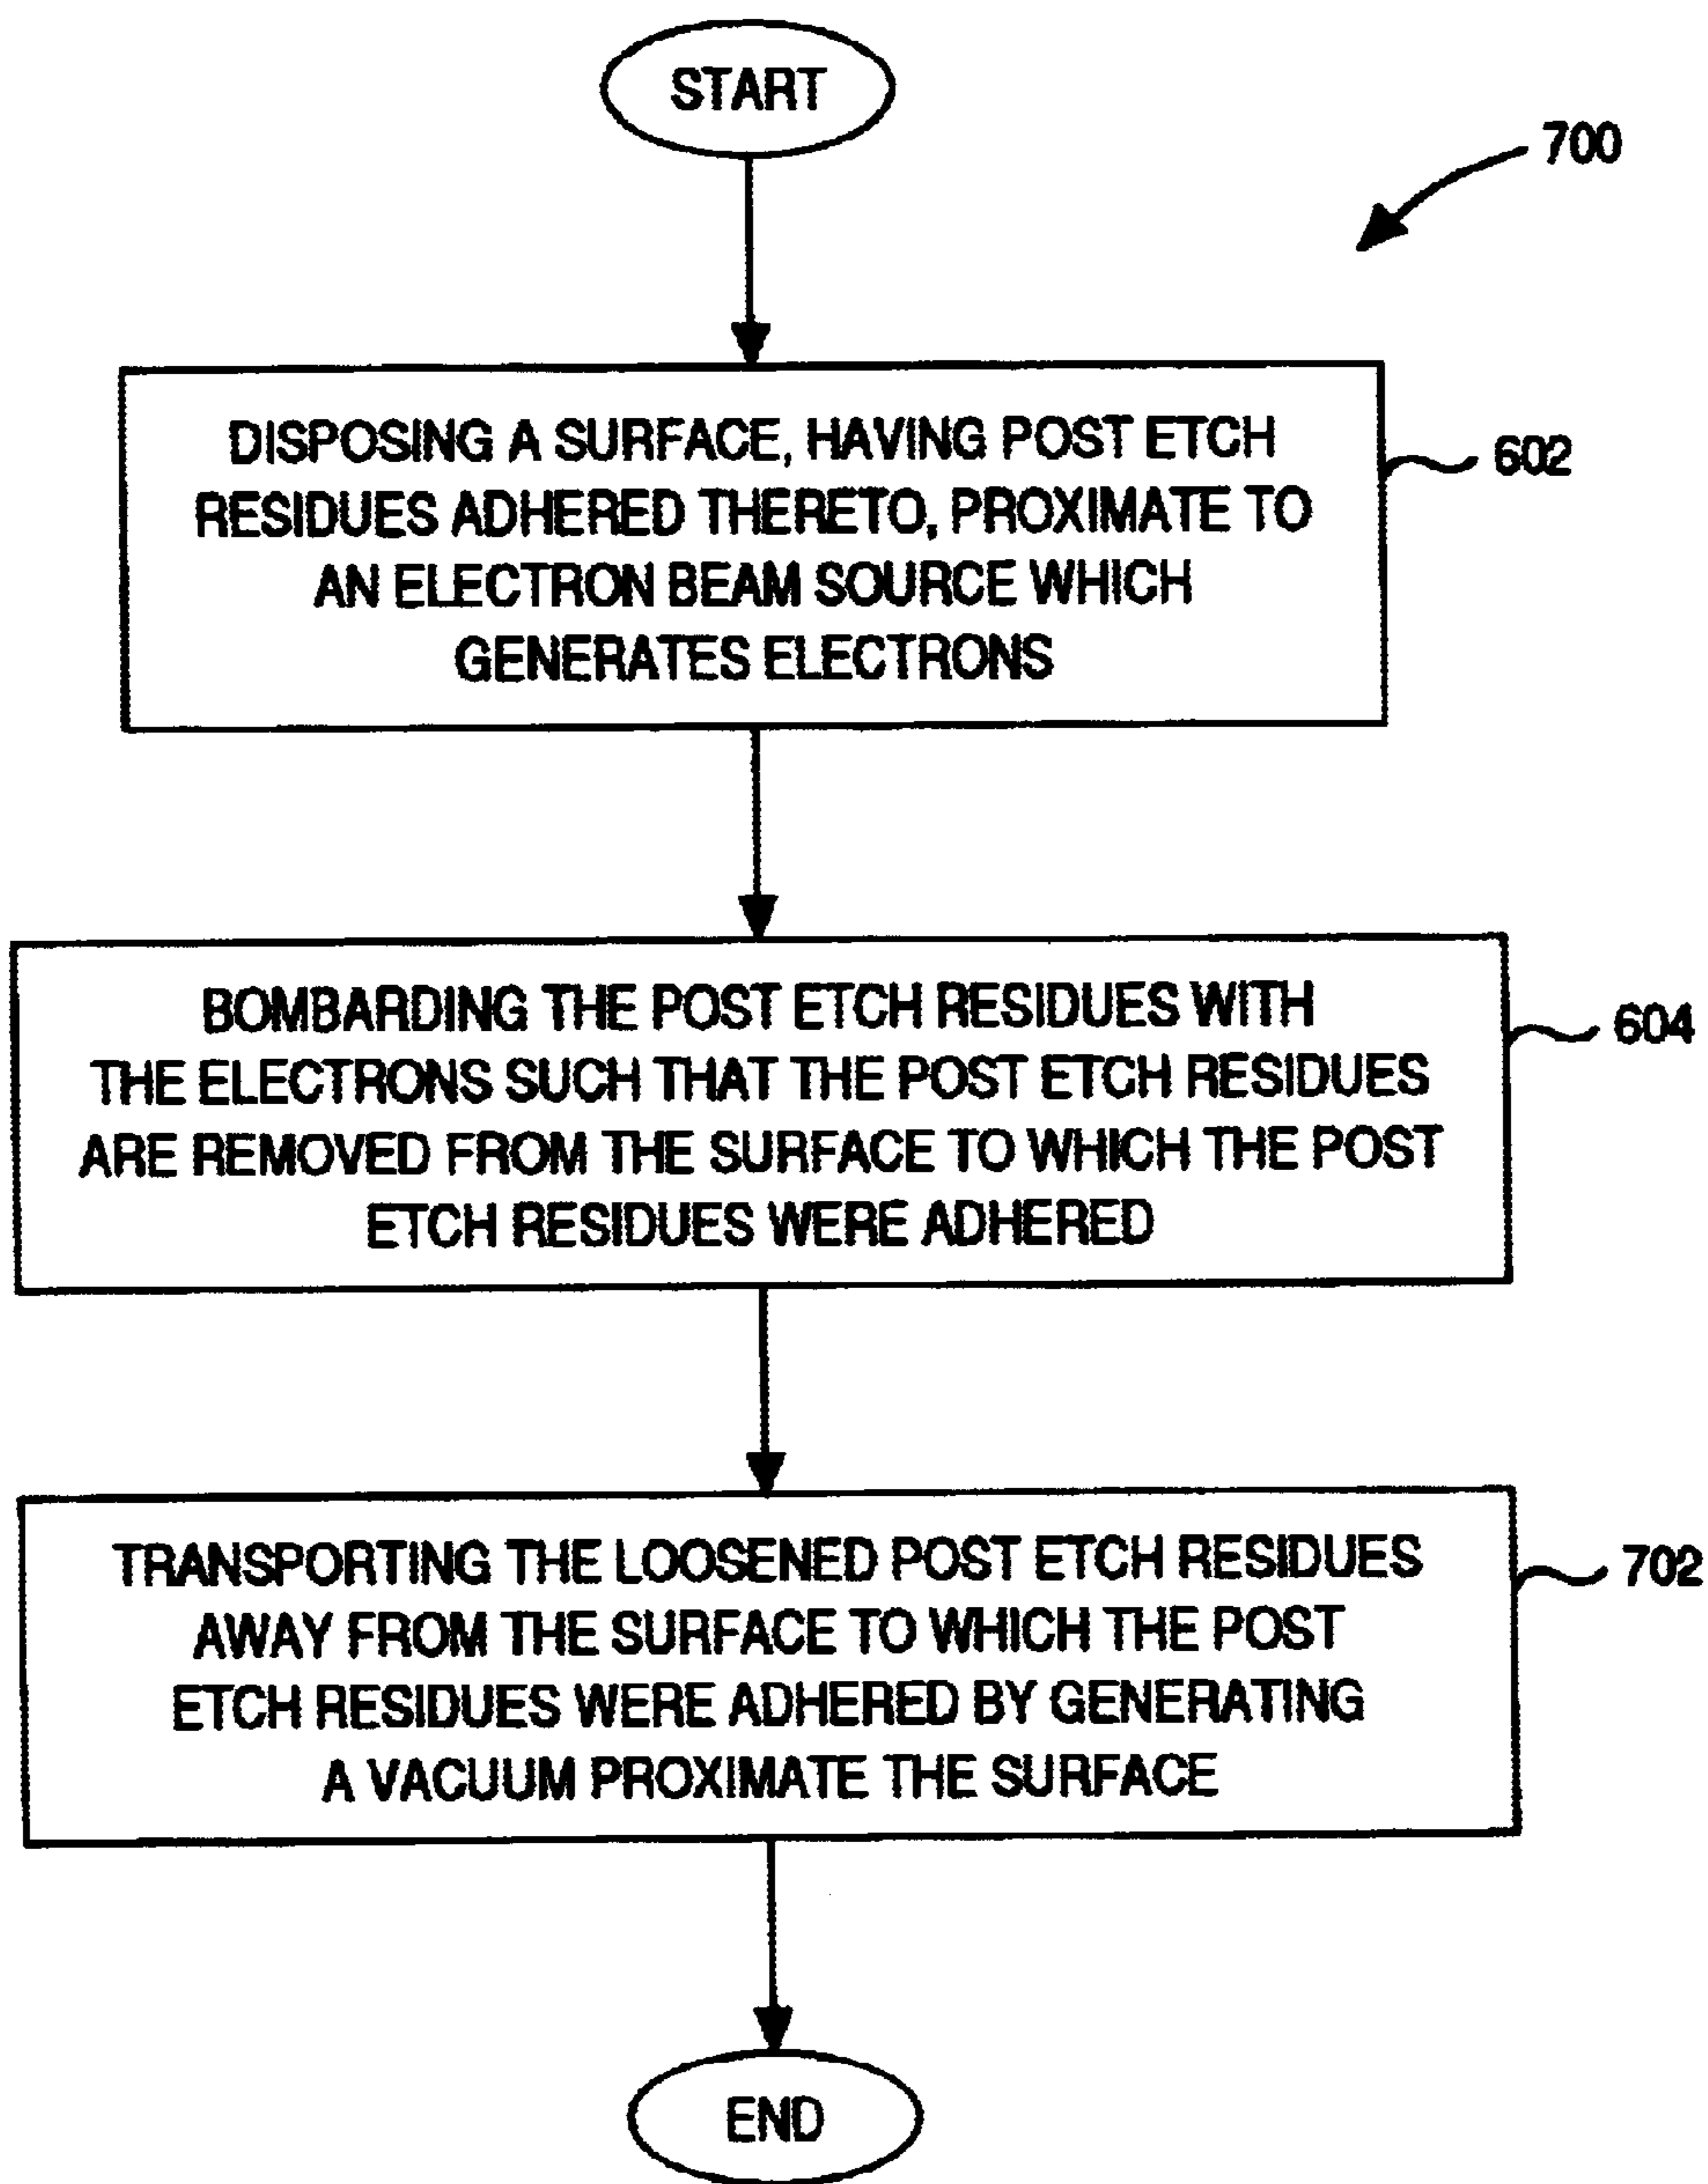 START
700
DISPOSING A SURFACE, HAVING POST ETCH
RESIDUES ADHERED THERETO, PROXIMATE TO
AN ELECTRON BEAM SOURCE WHICH
GENERATES ELECTRONS
602
BOMBARDING THE POST ETCH RESIDUES WITH
THE ELECTRONS SUCH THAT THE POST ETCH RESIDUES
ARE REMOVED FROM THE SURFACE TO WHICH THE POST
ETCH RESIDUES WERE ADHERED
604
TRANSPORTING THE LOOSENED POST ETCH RESIDUES
AWAY FROM THE SURFACE TO WHICH THE POST
ETCH RESIDUES WERE ADHERED BY GENERATING
A VACUUM PROXIMATE THE SURFACE
702
END